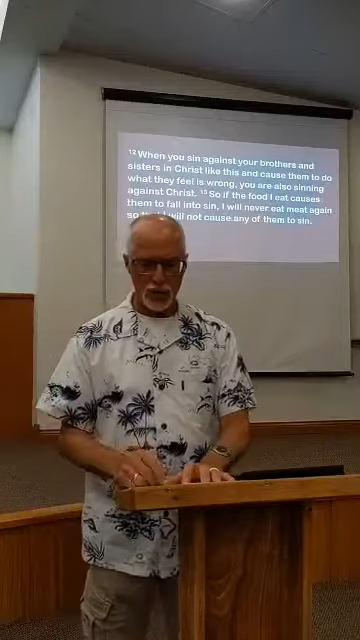 12 When you sin against your brothers and
sisters in Christ like this and cause them to do
what they feel is wrong, you are also sinning
against Christ. 13 So if the food I eat causes
them to fall into sin, I will never eat meat again
so I will not cause any of them to sin.